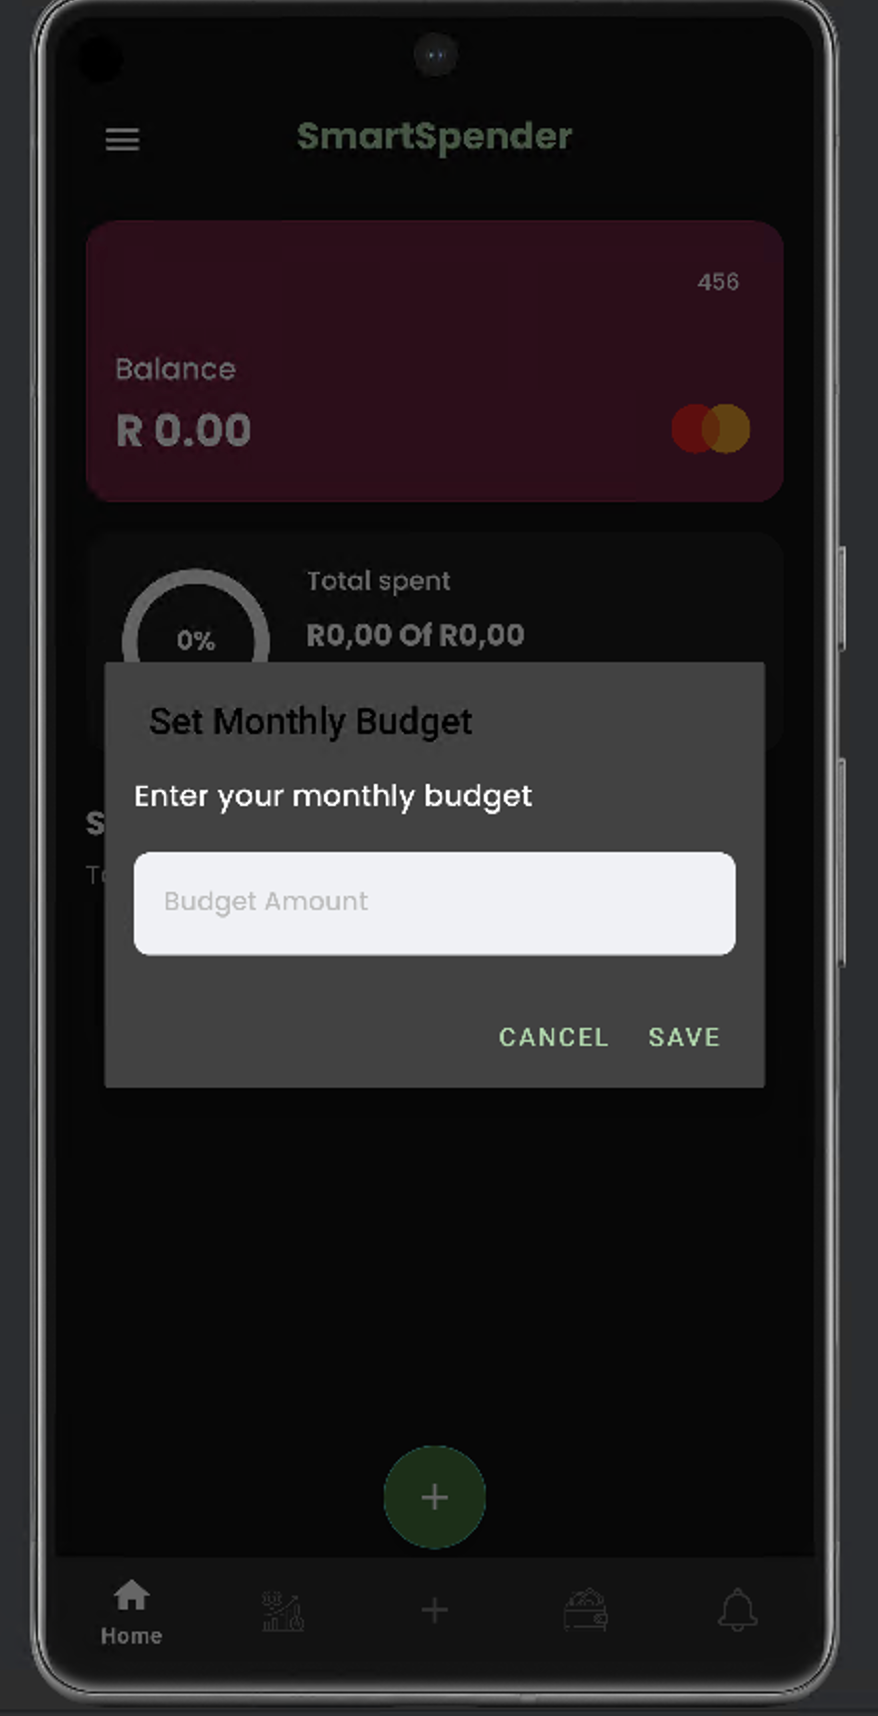 SmartSpender
456
Balance
R 0.00
Total spent
0%
R0,00 Of R0,00
Set Monthly Budget
Enter your monthly budget
Budget Amount
CANCEL SAVE
Home